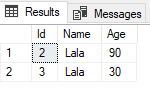 Results Messages
Id Name Age
1 2 Lala 90
2 3 Lala 30